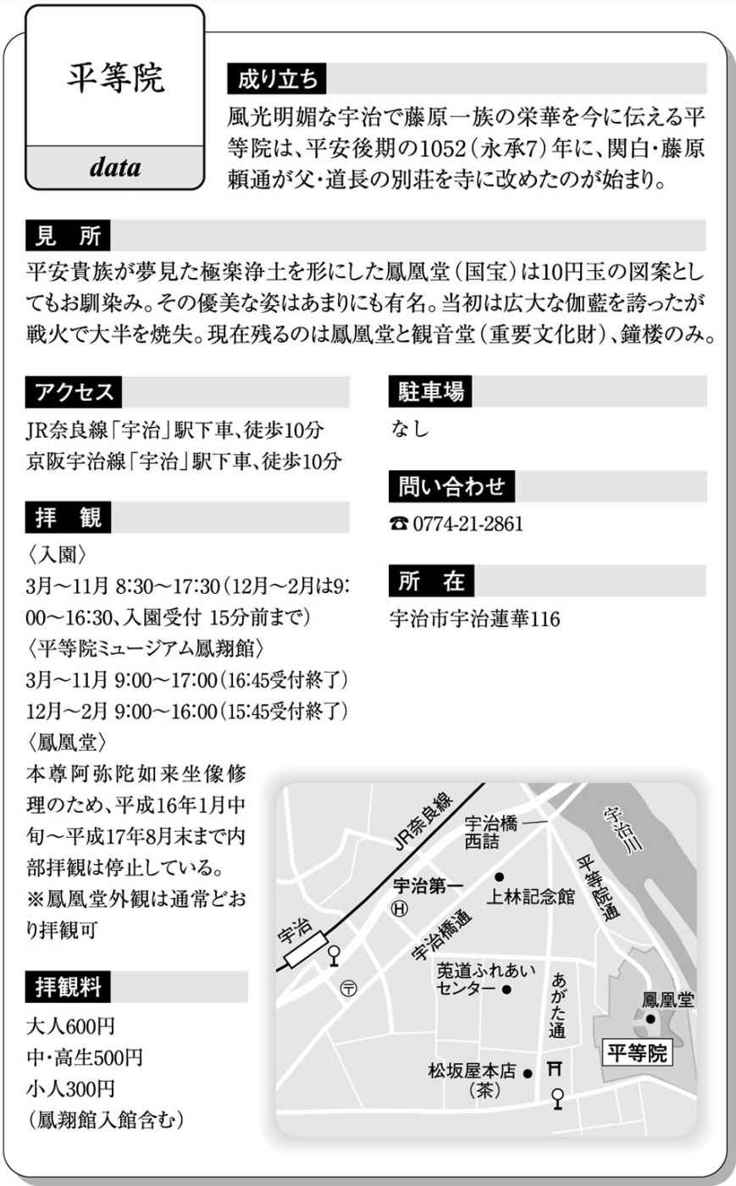 平等院
data
成り立ち
風光明媚な宇治で藤原一族の栄華を今に伝える平
等院は、平安後期の1052(永承7)年に、関白・藤原
頼通が父・道長の別荘を寺に改めたのが始まり。
見 所
平安貴族が夢見た極楽浄土を形にした鳳凰堂(国宝)は10円玉の図案とし
てもお馴染み。その優美な姿はあまりにも有名。当初は広大な伽藍を誇ったが
戦火で大半を焼失。現在残るのは鳳凰堂と観音堂(重要文化財)、鐘楼のみ。
アクセス
JR奈良線「宇治」駅下車、徒歩10分
京阪宇治線「宇治」駅下車、徒歩10分
拝 観
〈入園〉
3月〜11月 8:30〜17:30(12月〜2月は9:
00〜16:30、入園受付 15分前まで)
〈平等院ミュージアム鳳翔館〉
3月〜11月 9:00〜17:00(16:45受付終了)
12月〜2月 9:00〜16:00(15:45受付終了)
〈鳳凰堂〉
本尊阿弥陀如来坐像修
理のため、平成16年1月中
旬〜平成17年8月末まで内
部拝観は停止している。
※鳳凰堂外観は通常どお
り拝観可
拝観料
大人600円
中・高生500円
小人300円
(鳳翔館入館含む)
駐車場
なし
問い合わせ
☎0774-21-2861
所 在
宇治市宇治蓮華116
JR奈良線
宇治橋
西詰
宇治川
平等院通
宇治第一
Ⓗ
上林記念館
宇治橋通
宇治
〒
菟道ふれあい
センター
あがた通
鳳凰堂
平等院
松坂屋本店
(茶)